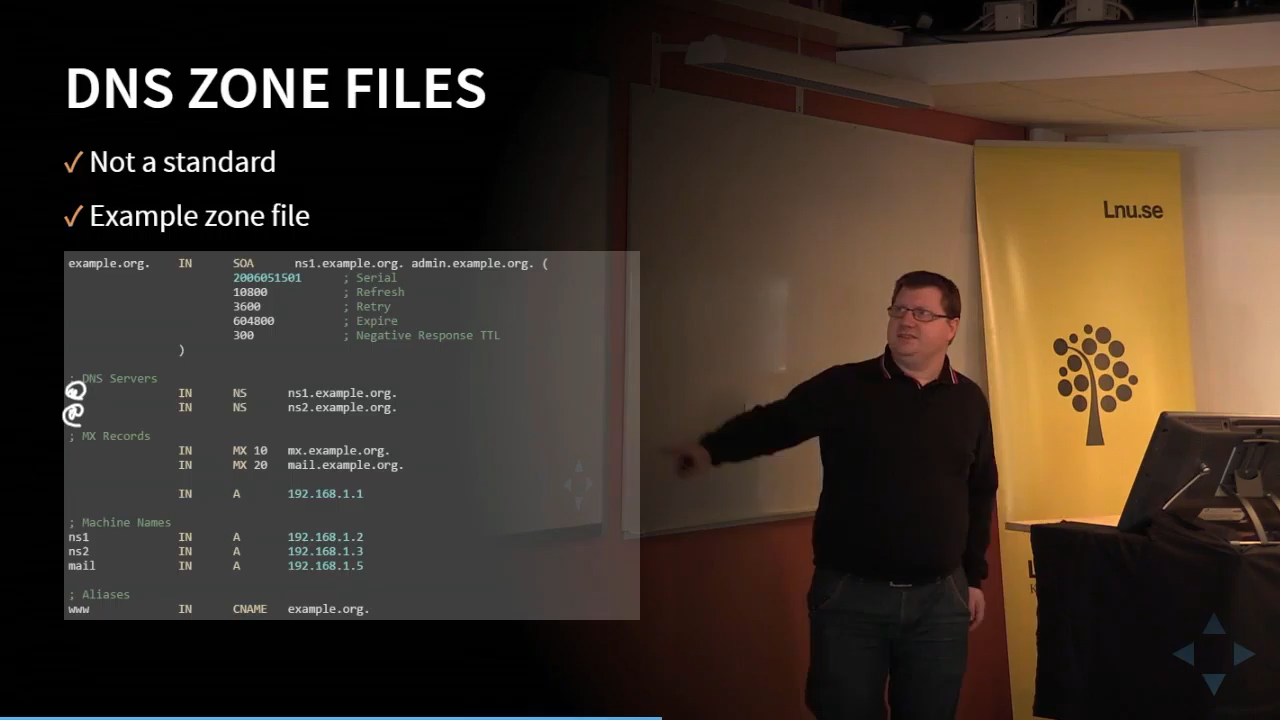 DNS ZONE FILES
✓ Not a standard
✓ Example zone file
example.org. IN SOA ns1.example.org. admin.example.org. (
2006051501 ; Serial
10800 ; Refresh
3600 ; Retry
604800 ; Expire
300 ; Negative Response TTL
)
; DNS Servers
@ IN NS ns1.example.org.
@ IN NS ns2.example.org.
; MX Records
IN MX 10 mx.example.org.
IN MX 20 mail.example.org.
IN A 192.168.1.1
; Machine Names
ns1 IN A 192.168.1.2
ns2 IN A 192.168.1.3
mail IN A 192.168.1.5
; Aliases
www IN CNAME example.org.
Lnu.se